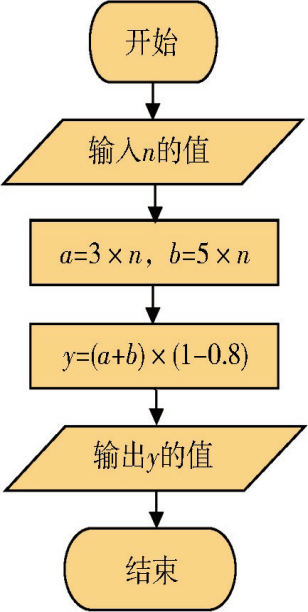 开始
输入n的值
a=3×n，b=5×n
y=(a+b)×(1-0.8)
输出y的值
结束